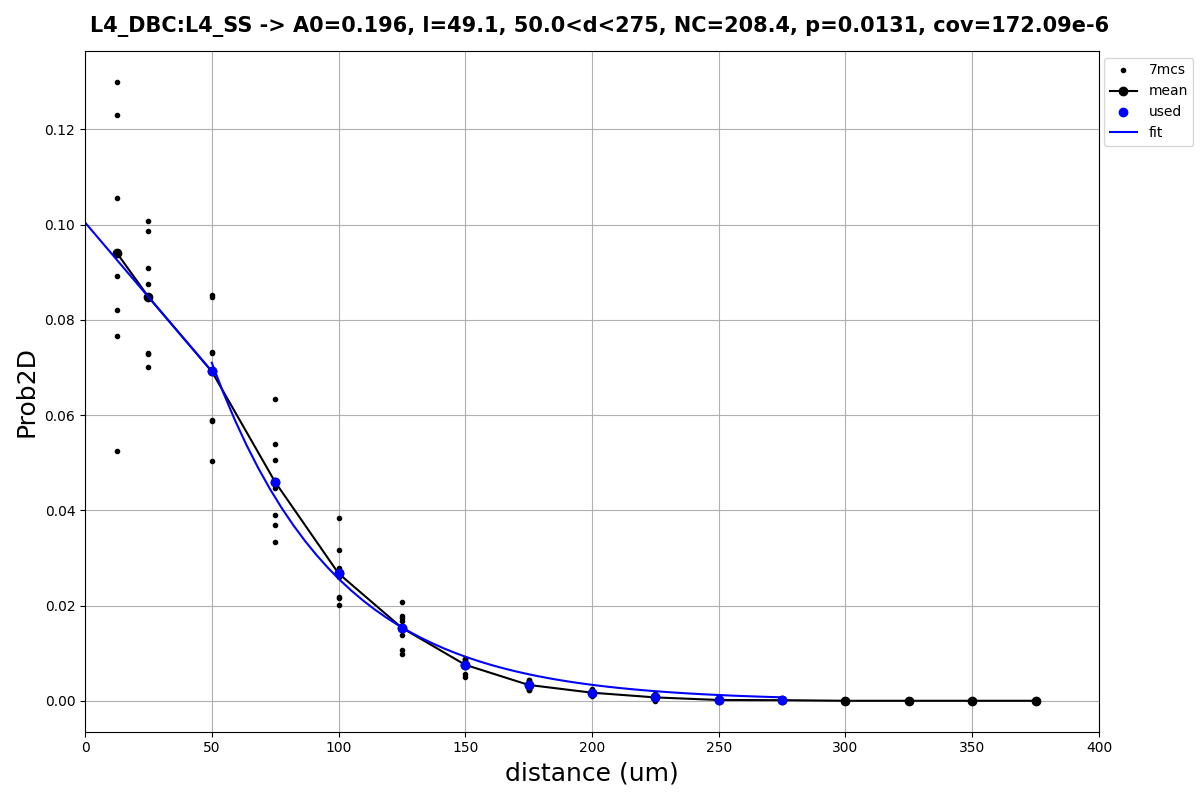 L4_DBC:L4_SS -> A0=0.196, l=49.1, 50.0<d<275, NC=208.4, p=0.0131, cov=172.09e-6
7mcs
mean
used
fit
0.12
0.10
0.08
0.06
0.04
0.02
0.00
Prob2D
0 50 100 150 200 250 300 350 400
distance (um)